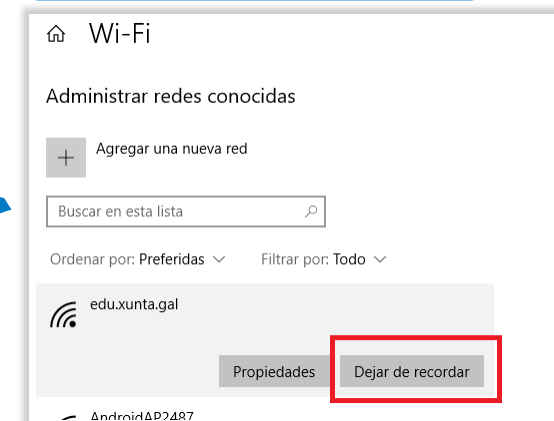 Wi-Fi
Administrar redes conocidas
Agregar una nueva red
Buscar en esta lista
Ordenar por: Preferidas Filtrar por: Todo
edu.xunta.gal
Propiedades Dejar de recordar
AndroidAP2487